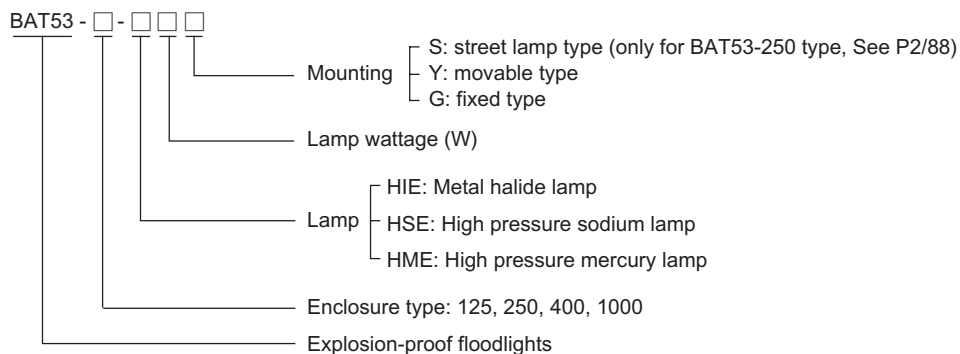 BAT53 - □ - □ □ □
S: street lamp type (only for BAT53-250 type, See P2/88)
Mounting
Y: movable type
G: fixed type
Lamp wattage (W)
HIE: Metal halide lamp
Lamp
HSE: High pressure sodium lamp
HME: High pressure mercury lamp
Enclosure type: 125, 250, 400, 1000
Explosion-proof floodlights